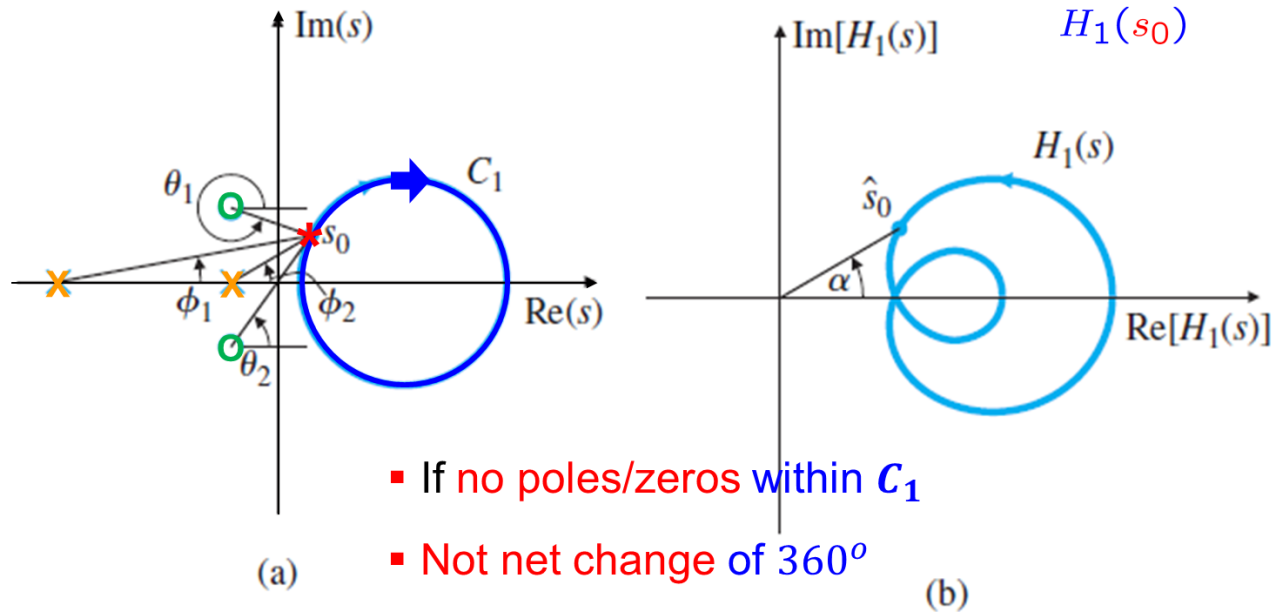 Im(s)
θ₁
C₁
s₀
ϕ₁
ϕ₂
Re(s)
θ₂
(a)
H₁(s₀)
Im[H₁(s)]
H₁(s)
ŝ₀
α
Re[H₁(s)]
▪ If no poles/zeros within C₁
▪ Not net change of 360ᵒ
(b)